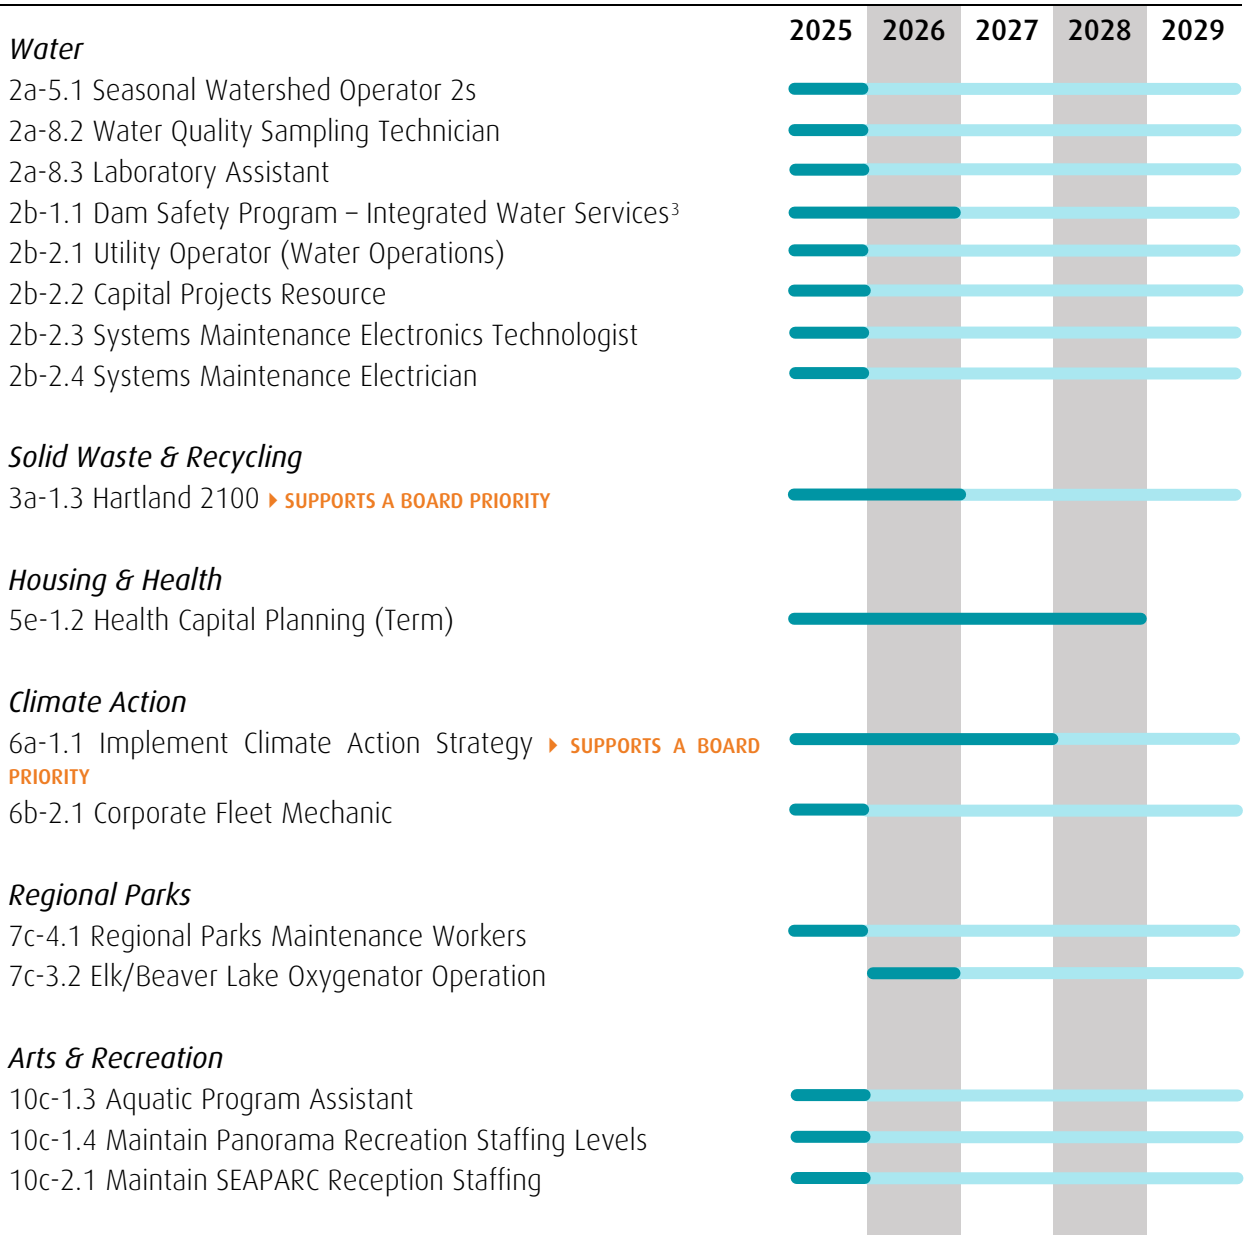 2025 2026 2027 2028 2029
Water
2a-5.1 Seasonal Watershed Operator 2s
2a-8.2 Water Quality Sampling Technician
2a-8.3 Laboratory Assistant
2b-1.1 Dam Safety Program – Integrated Water Services³
2b-2.1 Utility Operator (Water Operations)
2b-2.2 Capital Projects Resource
2b-2.3 Systems Maintenance Electronics Technologist
2b-2.4 Systems Maintenance Electrician
Solid Waste & Recycling
3a-1.3 Hartland 2100 SUPPORTS A BOARD PRIORITY
Housing & Health
5e-1.2 Health Capital Planning (Term)
Climate Action
6a-1.1 Implement Climate Action Strategy SUPPORTS A BOARD
PRIORITY
6b-2.1 Corporate Fleet Mechanic
Regional Parks
7c-4.1 Regional Parks Maintenance Workers
7c-3.2 Elk/Beaver Lake Oxygenator Operation
Arts & Recreation
10c-1.3 Aquatic Program Assistant
10c-1.4 Maintain Panorama Recreation Staffing Levels
10c-2.1 Maintain SEAPARC Reception Staffing